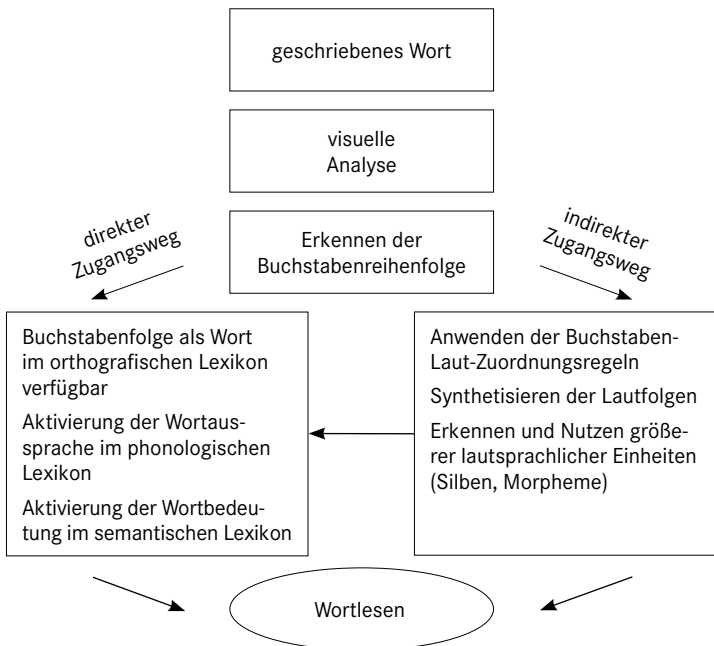 geschriebenes Wort
visuelle
Analyse
direkter
Zugangsweg
Erkennen der
Buchstabenreihenfolge
indirekter
Zugangsweg
Buchstabenfolge als Wort
im orthografischen Lexikon
verfügbar
Aktivierung der Wortaus-
sprache im phonologischen
Lexikon
Aktivierung der Wortbedeu-
tung im semantischen Lexikon
Anwenden der Buchstaben-
Laut-Zuordnungsregeln
Synthetisieren der Lautfolgen
Erkennen und Nutzen größe-
rer lautsprachlicher Einheiten
(Silben, Morpheme)
Wortlesen